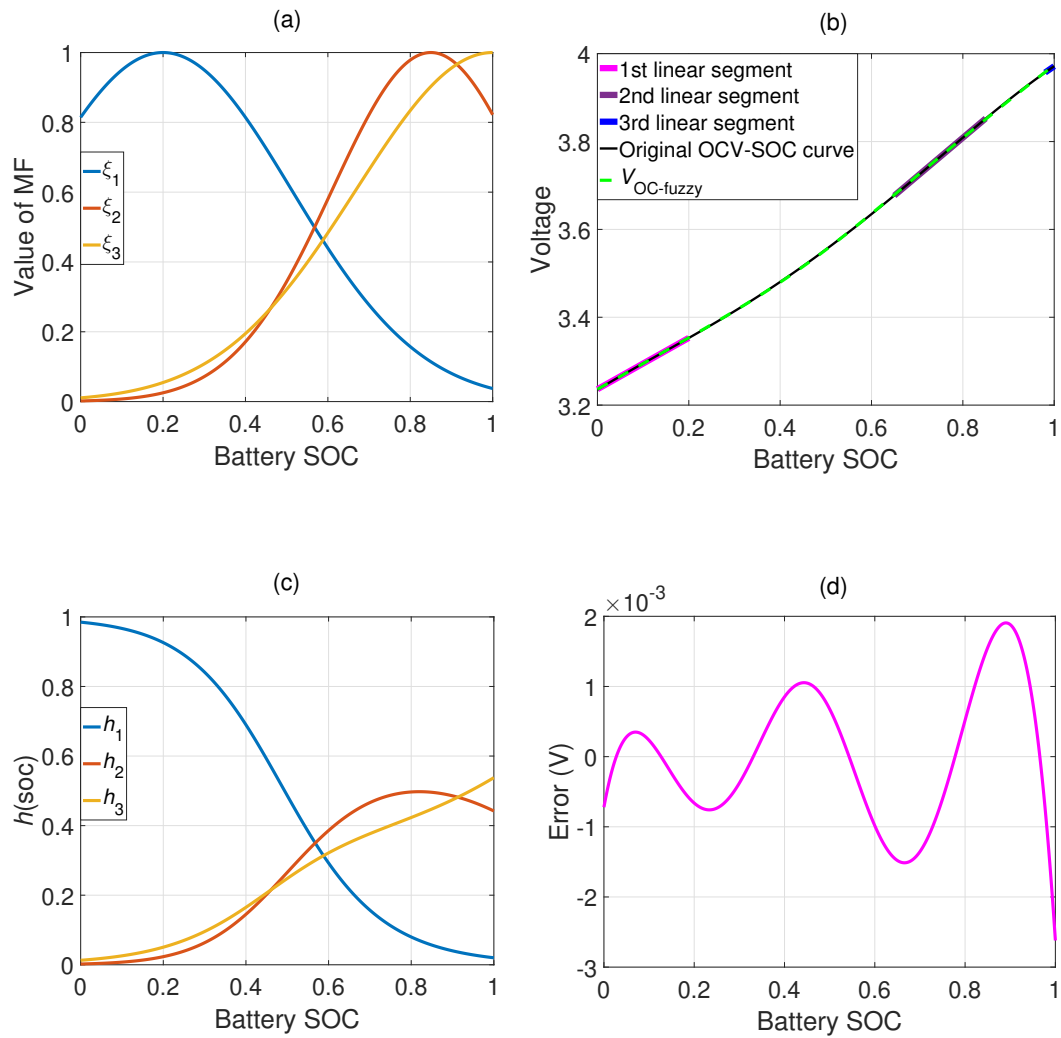 (a)
1
0.8
0.6
0.4
0.2
0
Value of MF
ξ1
ξ2
ξ3
0 0.2 0.4 0.6 0.8 1
Battery SOC
(b)
4
3.8
3.6
3.4
3.2
Voltage
1st linear segment
2nd linear segment
3rd linear segment
Original OCV-SOC curve
VOC-fuzzy
0 0.2 0.4 0.6 0.8 1
Battery SOC
(c)
1
0.8
0.6
0.4
0.2
0
h(soc)
h1
h2
h3
0 0.2 0.4 0.6 0.8 1
Battery SOC
(d)
×10-3
2
1
0
-1
-2
-3
Error (V)
0 0.2 0.4 0.6 0.8 1
Battery SOC